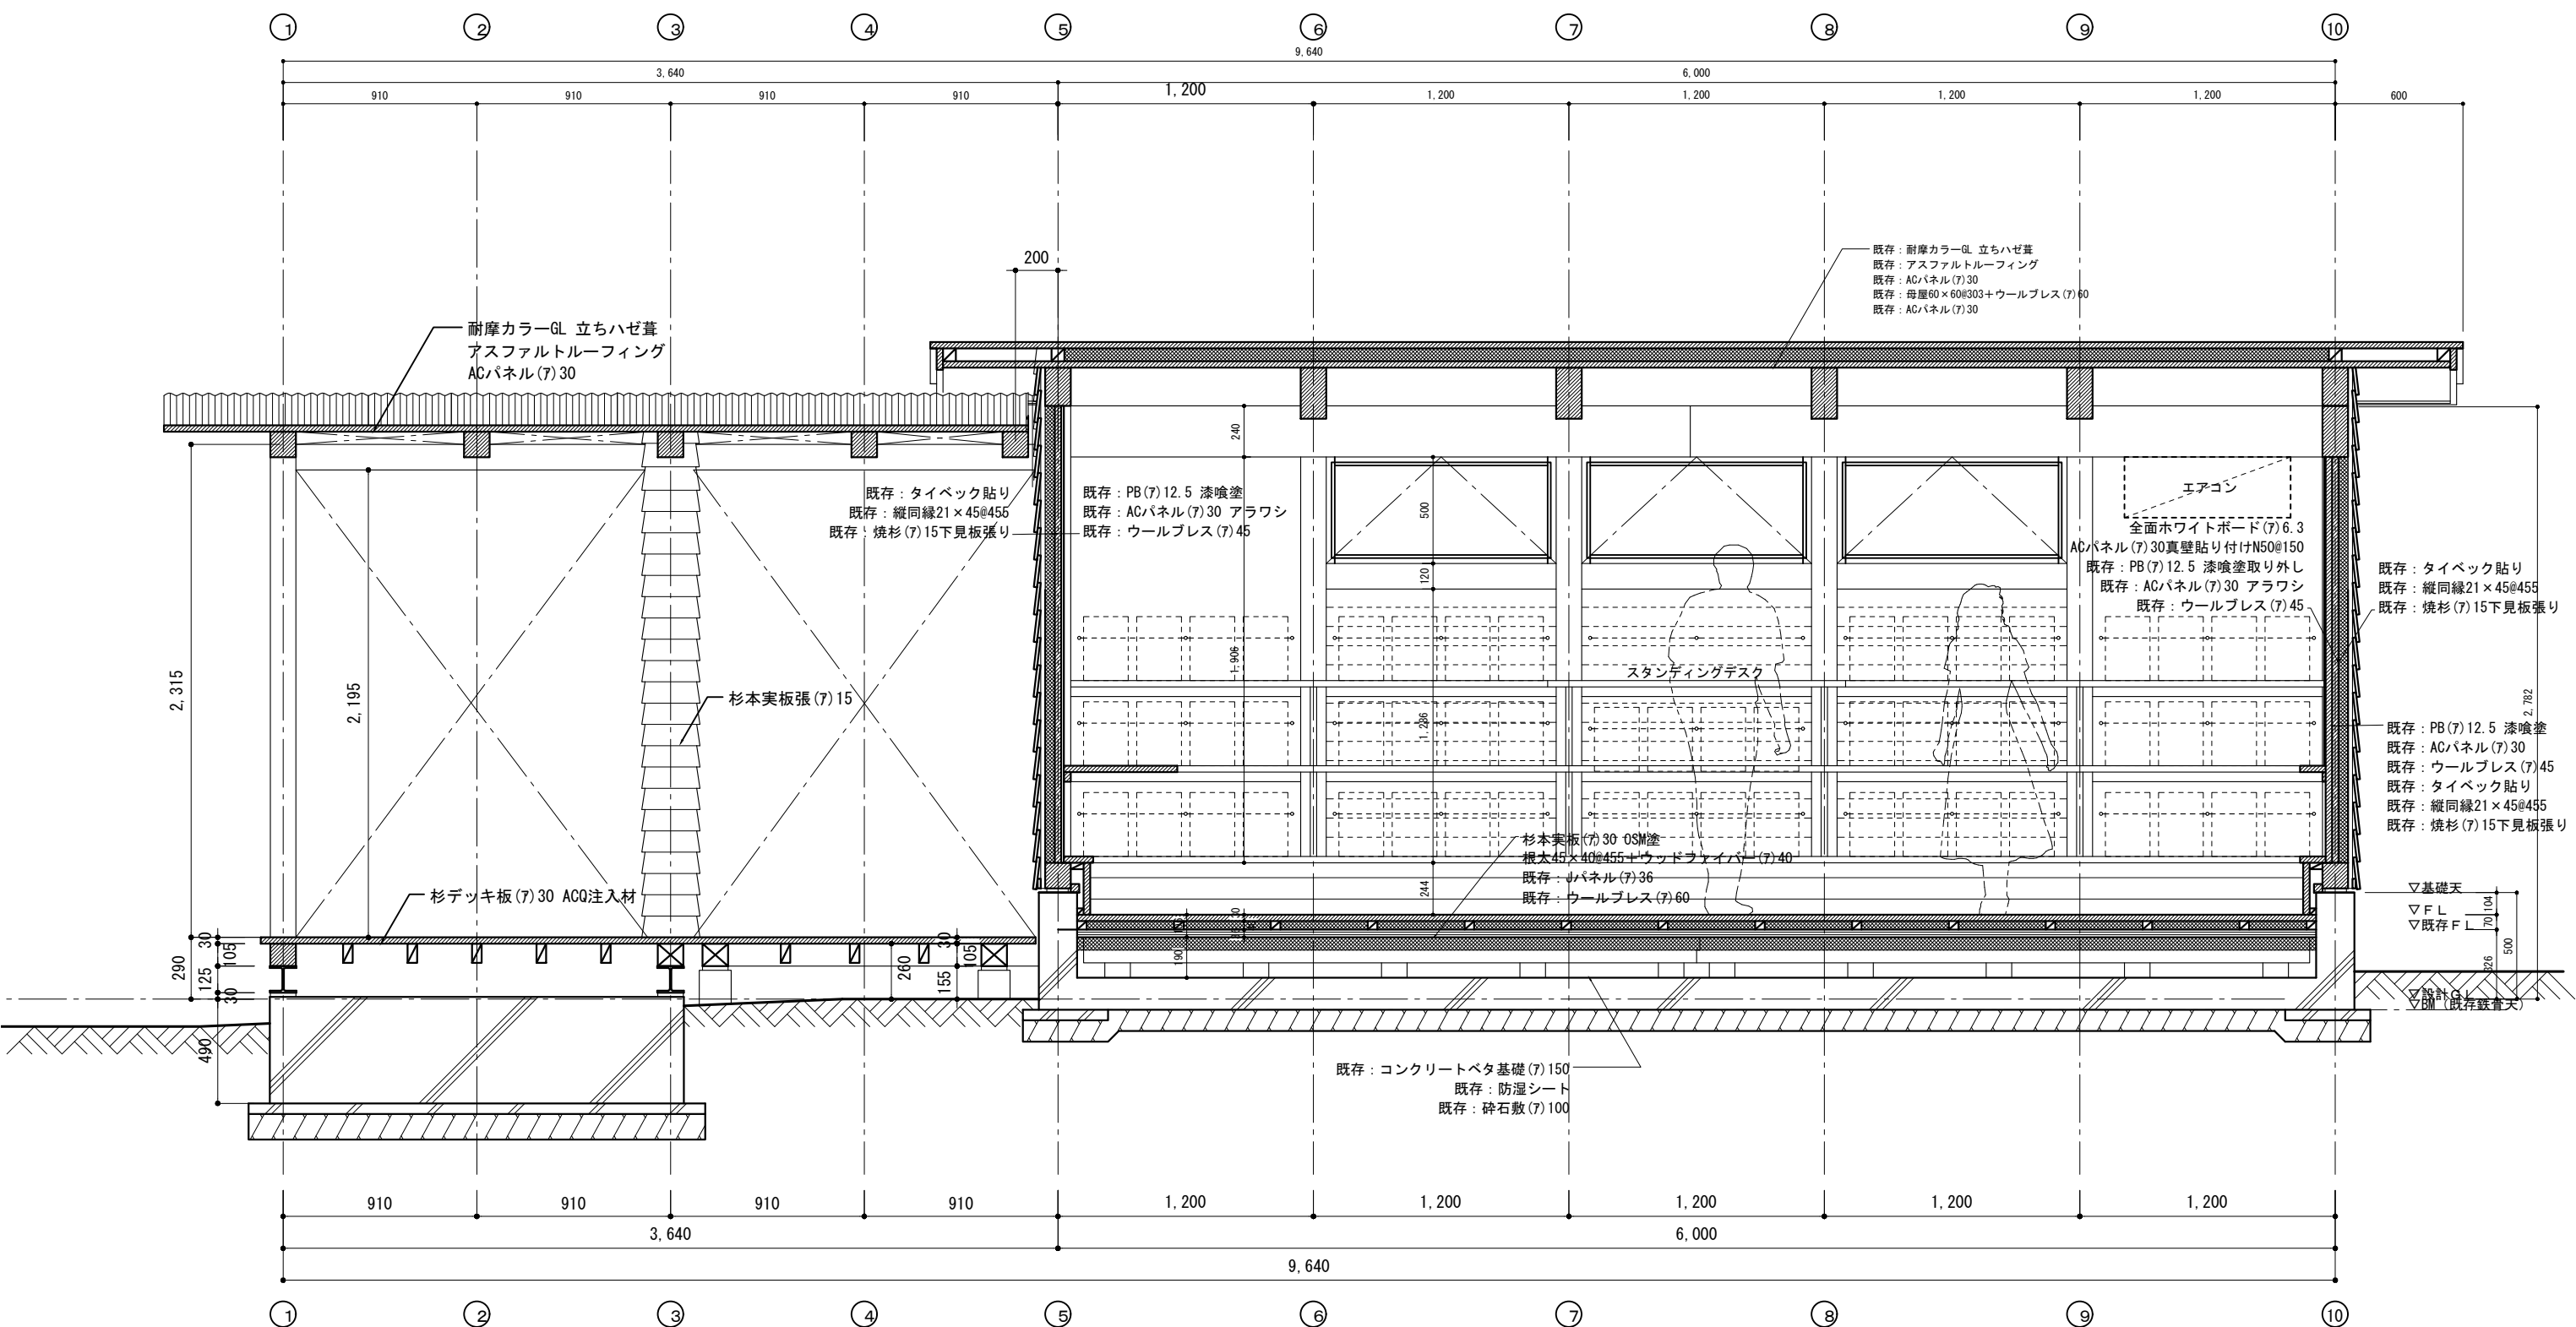 1 2 3 4 5 6 7 8 9 10
9,640
3,640 6,000
910 910 910 910 1,200 1,200 1,200 1,200 1,200 600
200
既存：耐摩カラーGL 立ちハゼ葺
既存：アスファルトルーフィング
既存：ACパネル(ｱ)30
既存：母屋60×60@303＋ウールブレス(ｱ)60
既存：ACパネル(ｱ)30
耐摩カラーGL 立ちハゼ葺
アスファルトルーフィング
ACパネル(ｱ)30
240
500
120
1,906
1,286
244
2,315
2,195
既存：タイベック貼り
既存：縦同縁21×45@455
既存：焼杉(ｱ)15下見板張り
既存：PB(ｱ)12.5 漆喰塗
既存：ACパネル(ｱ)30 アラワシ
既存：ウールブレス(ｱ)45
エアコン
全面ホワイトボード(ｱ)6.3
ACパネル(ｱ)30真壁貼り付けN50@150
既存：PB(ｱ)12.5 漆喰塗取り外し
既存：ACパネル(ｱ)30 アラワシ
既存：ウールブレス(ｱ)45
既存：タイベック貼り
既存：縦同縁21×45@455
既存：焼杉(ｱ)15下見板張り
スタンディングデスク
杉本実板張(ｱ)15
2,782
既存：PB(ｱ)12.5 漆喰塗
既存：ACパネル(ｱ)30
既存：ウールブレス(ｱ)45
既存：タイベック貼り
既存：縦同縁21×45@455
既存：焼杉(ｱ)15下見板張り
杉本実板(ｱ)30 OSM塗
根太45×40@455＋ウッドファイバー(ｱ)40
既存：Jパネル(ｱ)36
既存：ウールブレス(ｱ)60
杉デッキ板(ｱ)30 ACQ注入材
▽基礎天
▽ＦＬ
▽既存ＦＬ
▽設計ＧＬ
▽BM（既存鉄骨天）
104
70
326
500
30
105
290
125
30
490
30
105
260
155
30
190
既存：コンクリートベタ基礎(ｱ)150
既存：防湿シート
既存：砕石敷(ｱ)100
910 910 910 910 1,200 1,200 1,200 1,200 1,200
3,640 6,000
9,640
1 2 3 4 5 6 7 8 9 10